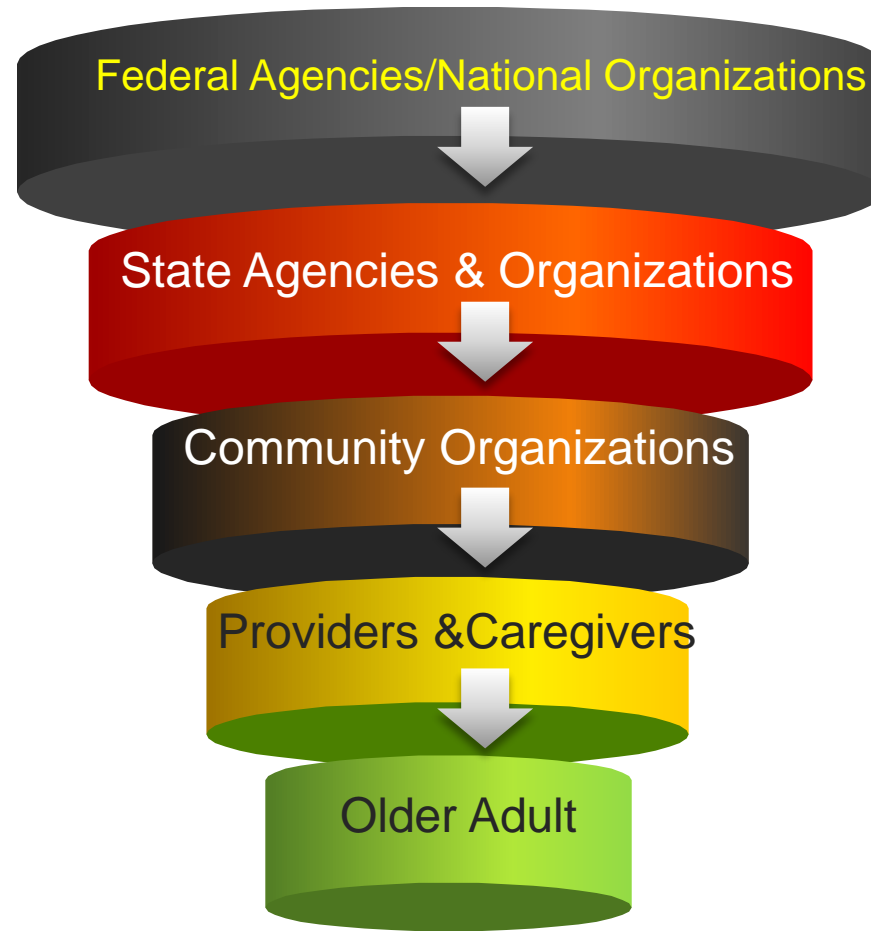 Federal Agencies/National Organizations
State Agencies & Organizations
Community Organizations
Providers &Caregivers
Older Adult